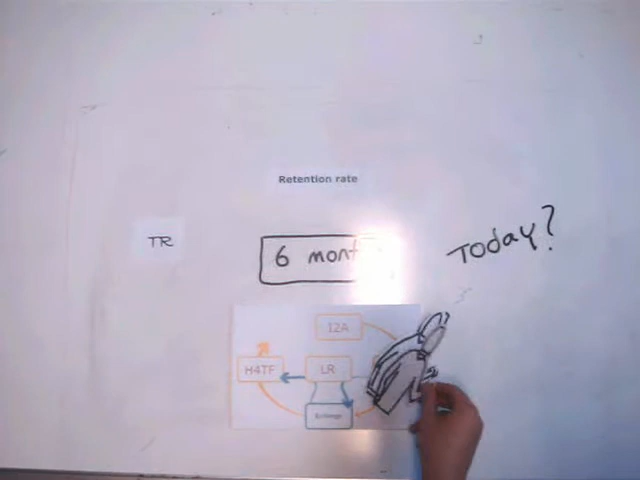 Retention rate
TR
6 mont
Today?
I2A
H4TF
LR